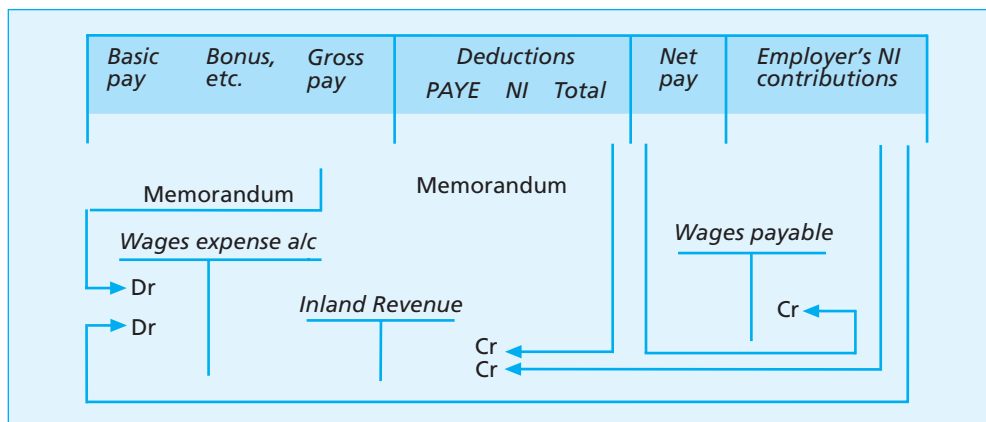 Basic Bonus, Gross Deductions Net Employer's NI
pay etc. pay PAYE NI Total pay contributions
Memorandum Memorandum
Wages expense a/c Wages payable
Dr
Inland Revenue Cr
Dr
Cr
Cr